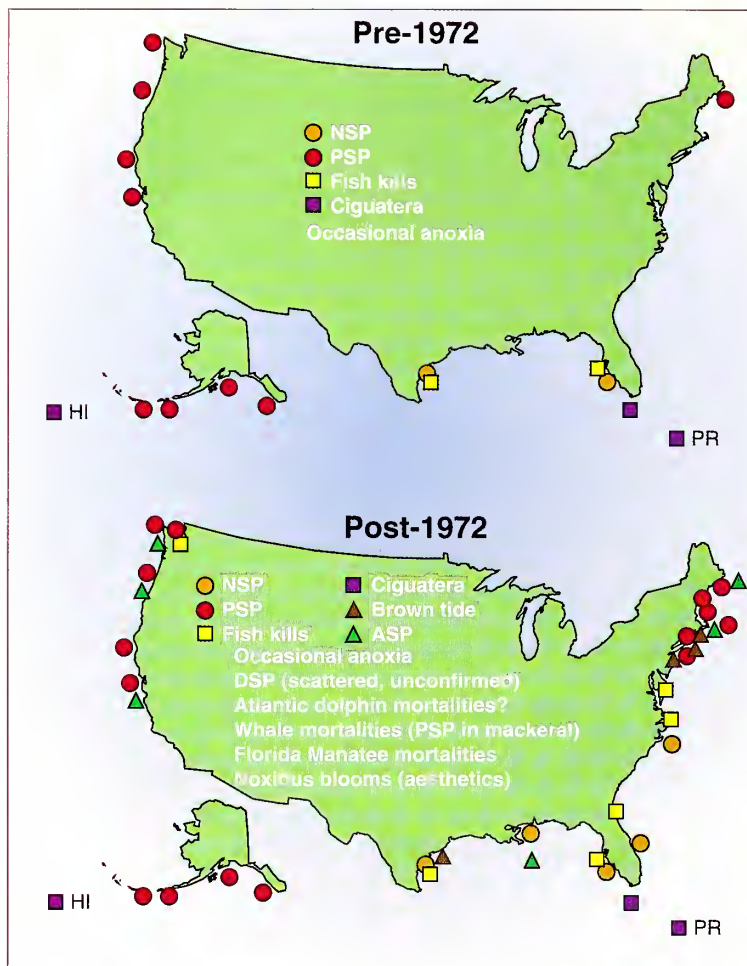 Pre-1972
NSP
PSP
Fish kills
Ciguatera
Occasional anoxia
HI
PR
Post-1972
NSP
PSP
Fish kills
Ciguatera
Brown tide
ASP
Occasional anoxia
DSP (scattered, unconfirmed)
Atlantic dolphin mortalities?
Whale mortalities (PSP in mackeral)
Florida Manatee mortalities
Noxious blooms (aesthetics)
HI
PR